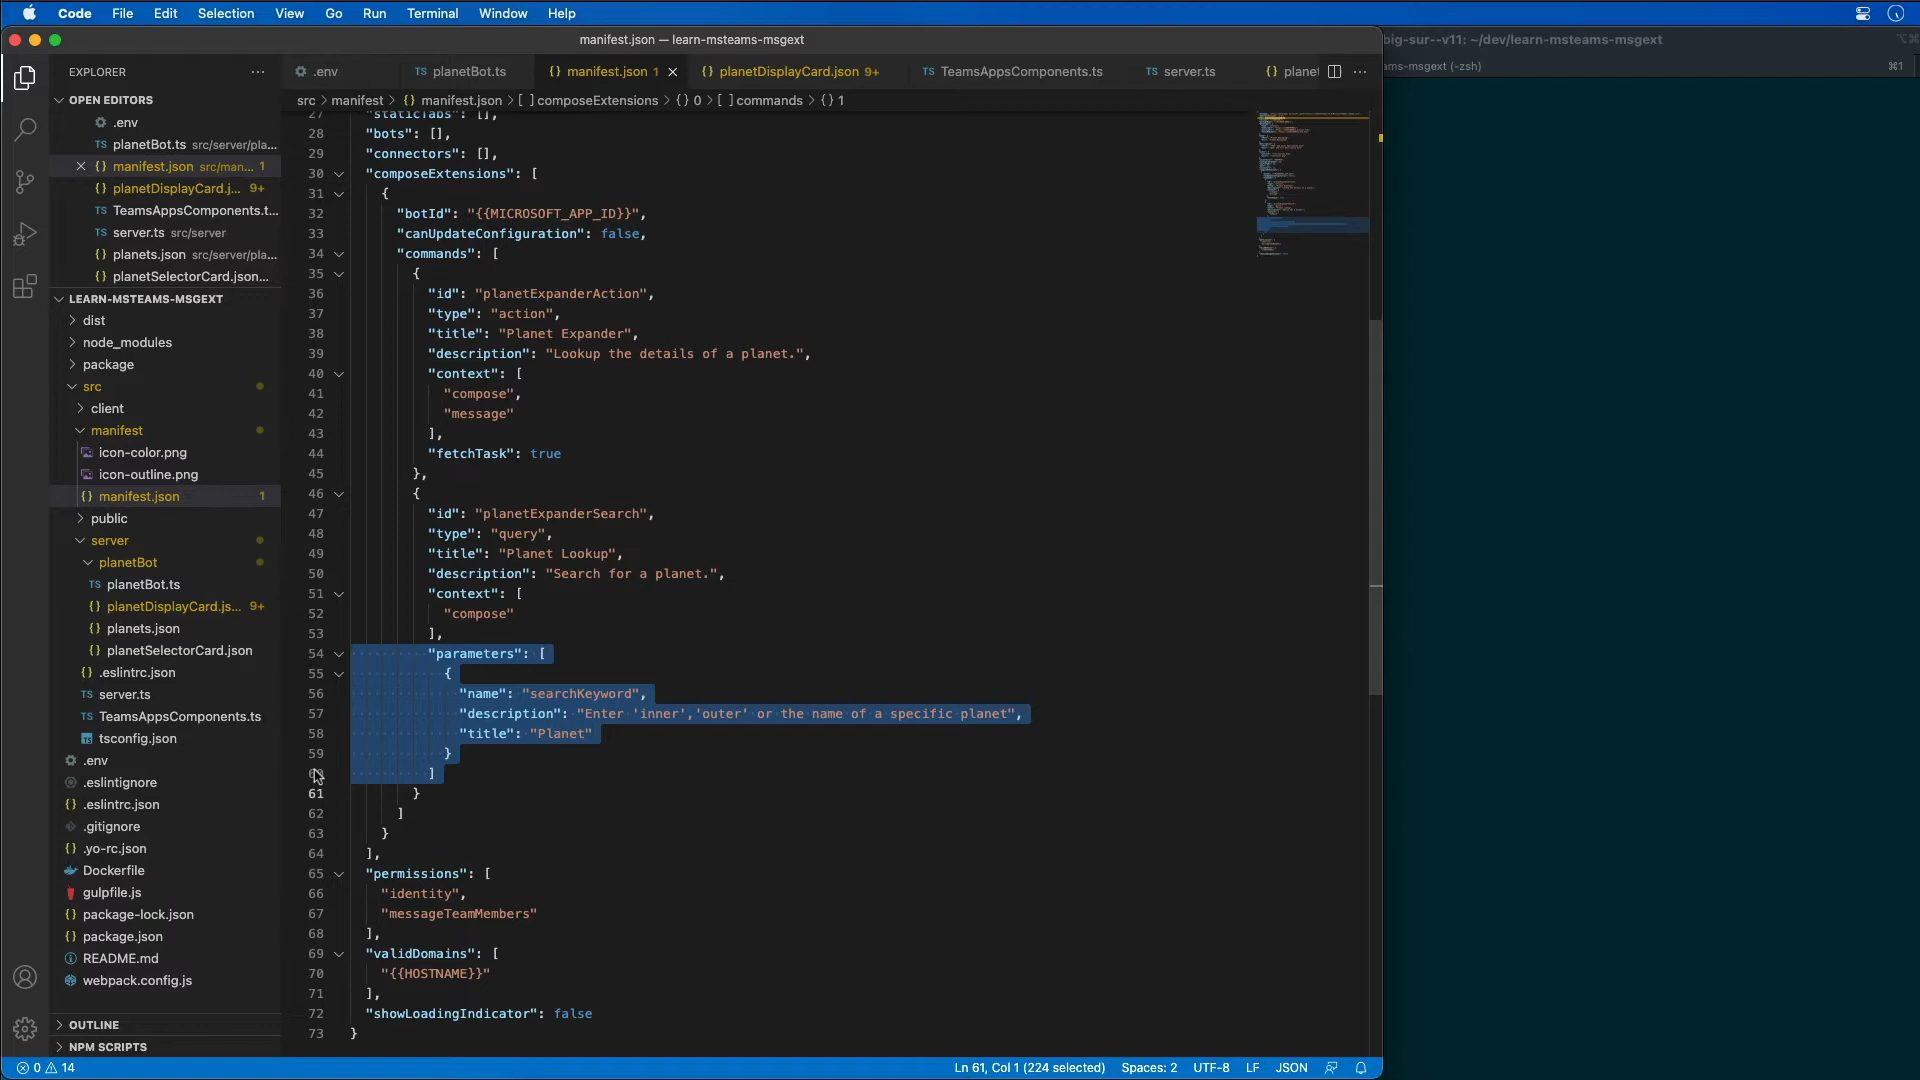 Code File Edit Selection View Go Run Terminal Window Help
manifest.json — learn-msteams-msgext
big-sur--v11: ~/dev/learn-msteams-msgext
ms-msgext (-zsh)
⌘1
EXPLORER
.env
planetBot.ts
manifest.json 1
planetDisplayCard.json 9+
TeamsAppsComponents.ts
server.ts
planet
src > manifest > {} manifest.json > [ ] composeExtensions > {} 0 > [ ] commands > {} 1
OPEN EDITORS
.env
TS planetBot.ts src/server/pla...
{} manifest.json src/man... 1
{} planetDisplayCard.j... 9+
TS TeamsAppsComponents.t...
TS server.ts src/server
{} planets.json src/server/pla...
{} planetSelectorCard.json...
LEARN-MSTEAMS-MSGEXT
dist
node_modules
package
src
client
manifest
icon-color.png
icon-outline.png
{} manifest.json 1
public
server
planetBot
TS planetBot.ts
{} planetDisplayCard.js... 9+
{} planets.json
{} planetSelectorCard.json
{} .eslintrc.json
TS server.ts
TS TeamsAppsComponents.ts
tsconfig.json
.env
.eslintignore
{} .eslintrc.json
.gitignore
{} .yo-rc.json
Dockerfile
gulpfile.js
{} package-lock.json
{} package.json
README.md
webpack.config.js
OUTLINE
NPM SCRIPTS
27 "staticTabs": [],
28 "bots": [],
29 "connectors": [],
30 "composeExtensions": [
31 {
32 "botId": "{{MICROSOFT_APP_ID}}",
33 "canUpdateConfiguration": false,
34 "commands": [
35 {
36 "id": "planetExpanderAction",
37 "type": "action",
38 "title": "Planet Expander",
39 "description": "Lookup the details of a planet.",
40 "context": [
41 "compose",
42 "message"
43 ],
44 "fetchTask": true
45 },
46 {
47 "id": "planetExpanderSearch",
48 "type": "query",
49 "title": "Planet Lookup",
50 "description": "Search for a planet.",
51 "context": [
52 "compose"
53 ],
54 "parameters": [
55 {
56 "name": "searchKeyword",
57 "description": "Enter 'inner','outer' or the name of a specific planet",
58 "title": "Planet"
59 }
]
61 }
62 ]
63 }
64 ],
65 "permissions": [
66 "identity",
67 "messageTeamMembers"
68 ],
69 "validDomains": [
70 "{{HOSTNAME}}"
71 ],
72 "showLoadingIndicator": false
73 }
0 14
Ln 61, Col 1 (224 selected) Spaces: 2 UTF-8 LF JSON